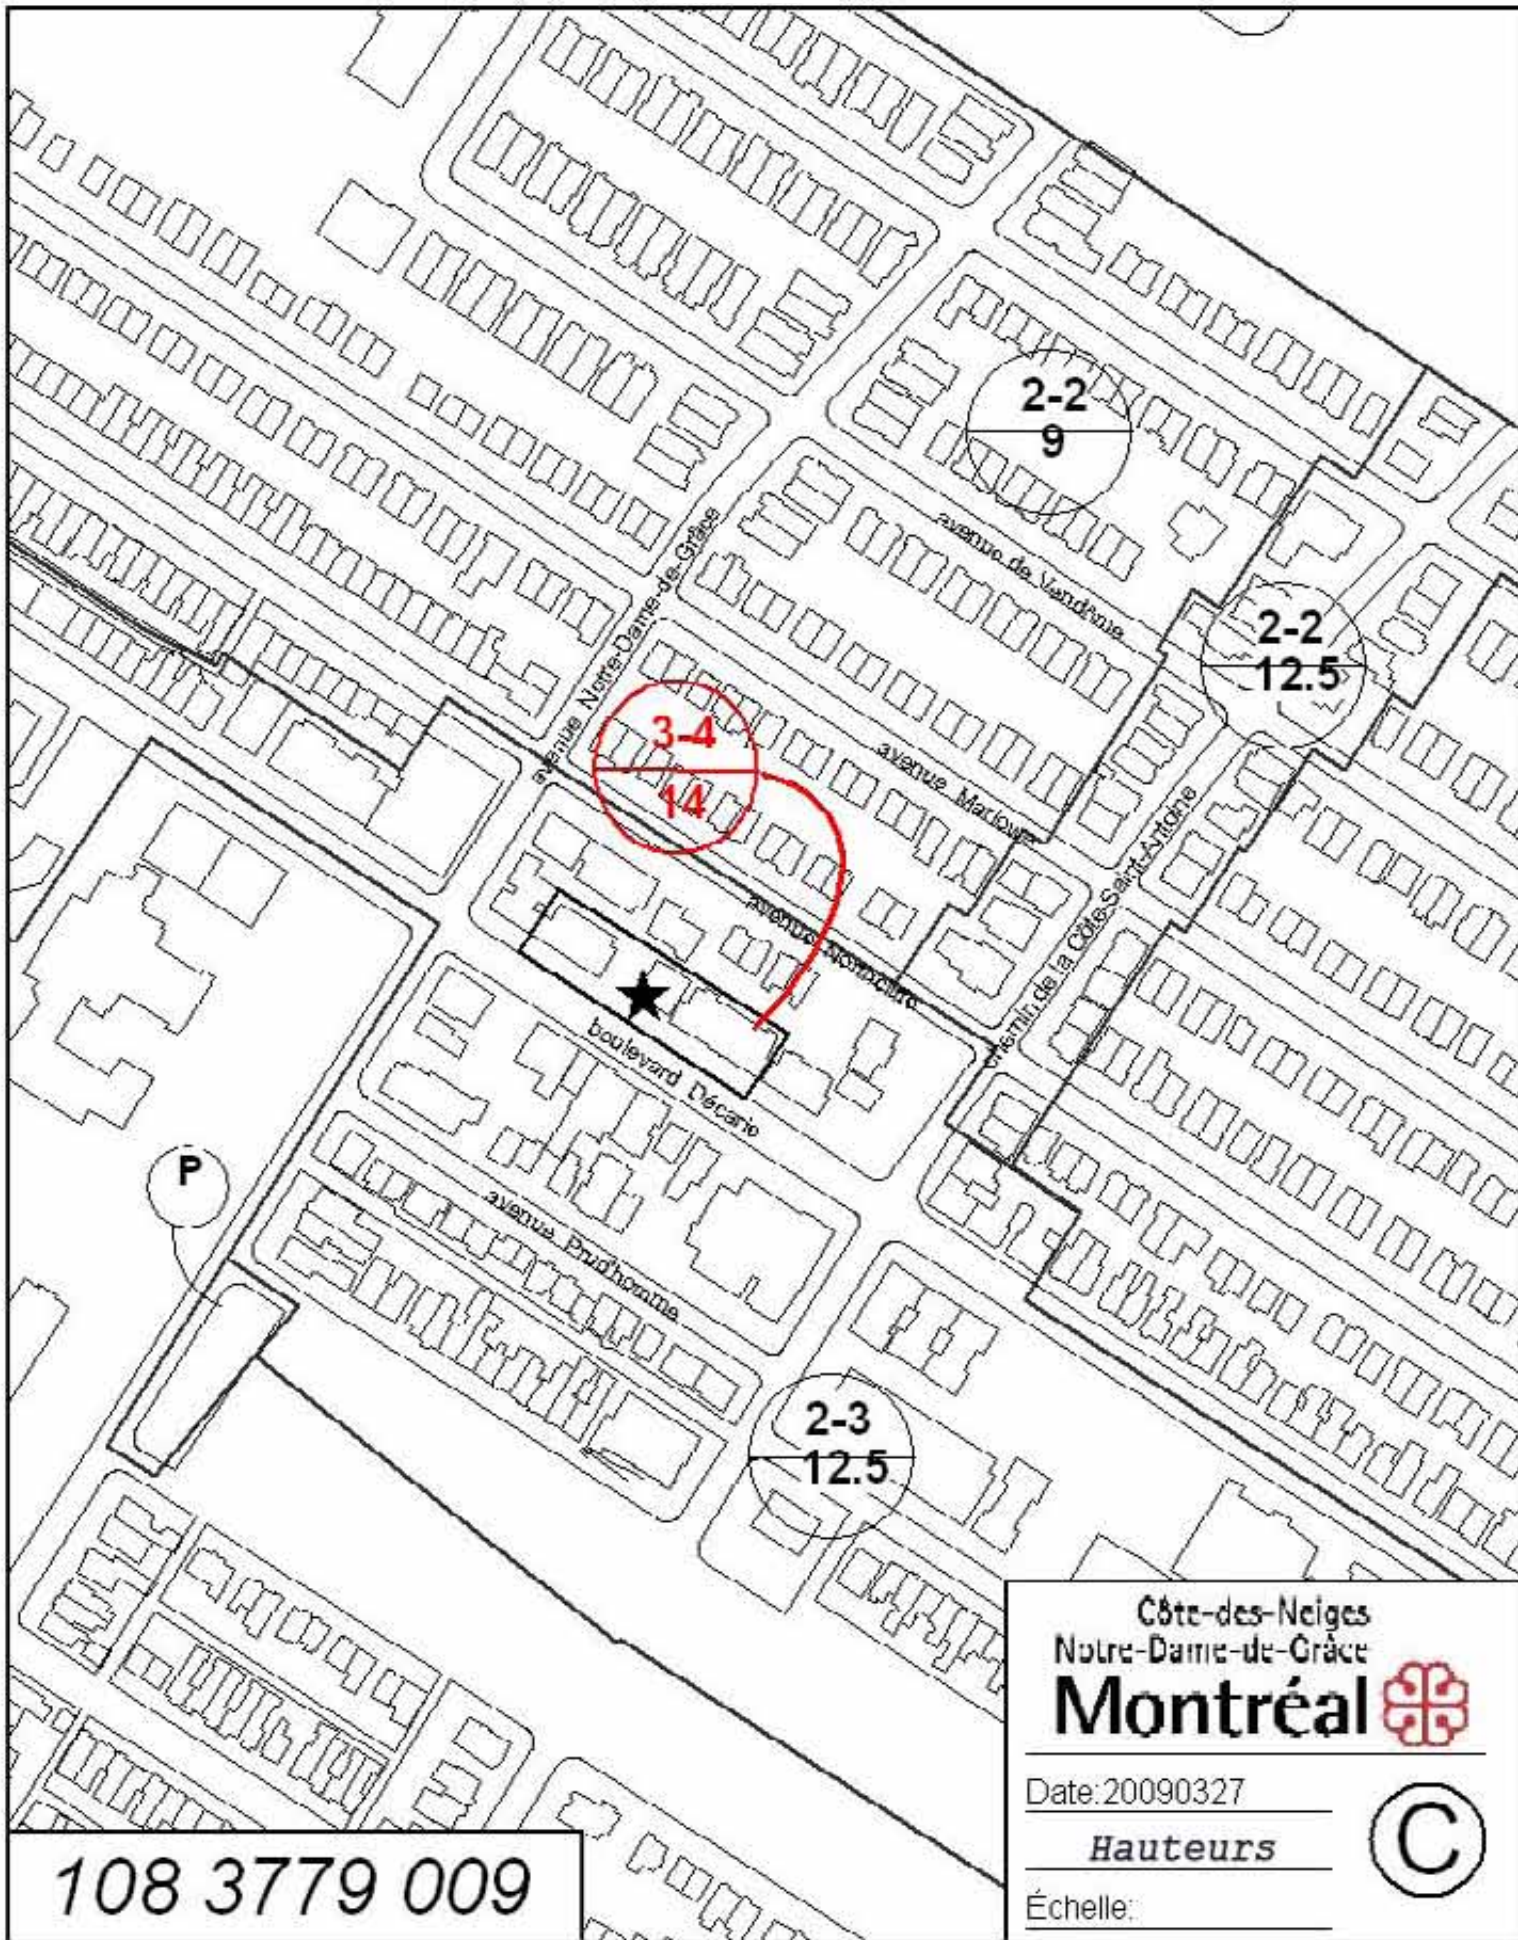 2-2
9
avenue de Vendôme
2-2
12.5
avenue Notre-Dame-de-Grâce
3-4
14
avenue Marlowe
chemin de la Côte-Saint-Antoine
avenue Notpcliffe
boulevard Décarie
P
avenue Prud'homme
2-3
12.5
Côte-des-Neiges
Notre-Dame-de-Grâce
Montréal
Date:20090327
Hauteurs
C
Échelle:
108 3779 009